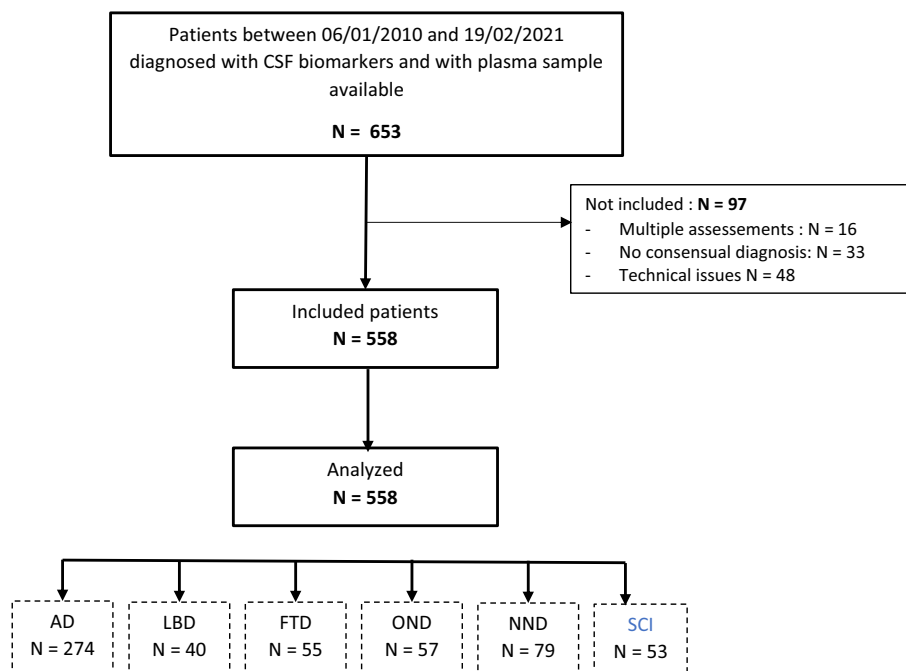 Patients between 06/01/2010 and 19/02/2021
diagnosed with CSF biomarkers and with plasma sample
available
N = 653
Not included : N = 97
- Multiple assessements : N = 16
- No consensual diagnosis: N = 33
- Technical issues N = 48
Included patients
N = 558
Analyzed
N = 558
AD
N = 274
LBD
N = 40
FTD
N = 55
OND
N = 57
NND
N = 79
SCI
N = 53